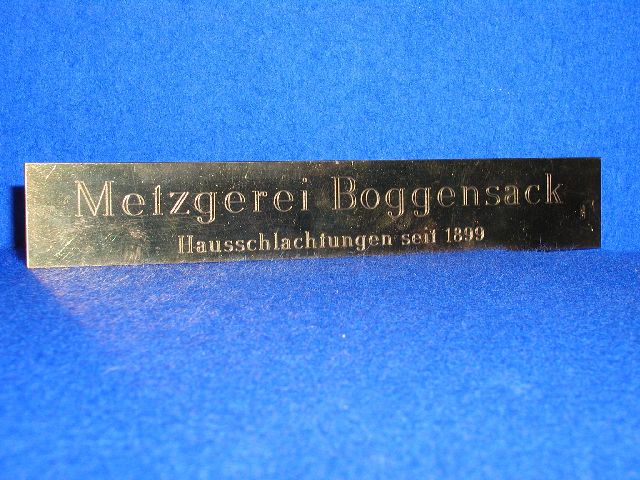 Metzgerei Boggensack
Hausschlachtungen seit 1899